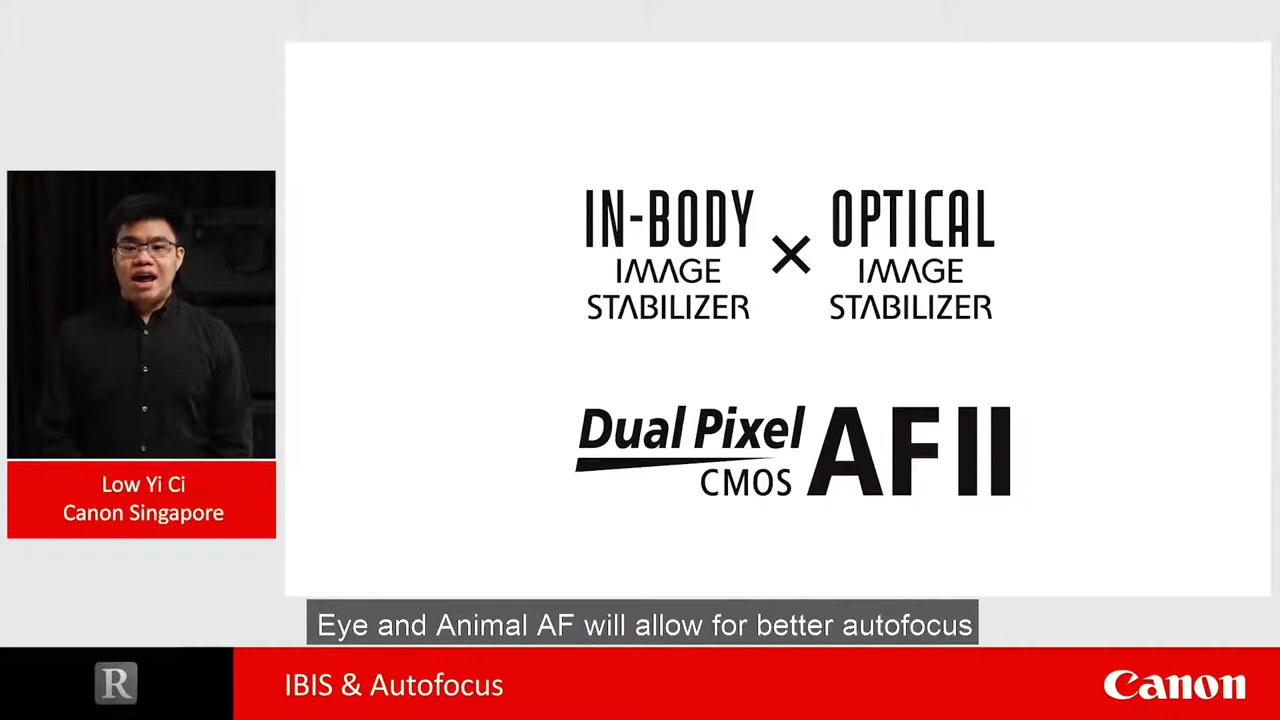 IN-BODY
IMAGE
STABILIZER
×
OPTICAL
IMAGE
STABILIZER
Dual Pixel
CMOS
AF II
Low Yi Ci
Canon Singapore
Eye and Animal AF will allow for better autofocus
R
IBIS & Autofocus
Canon